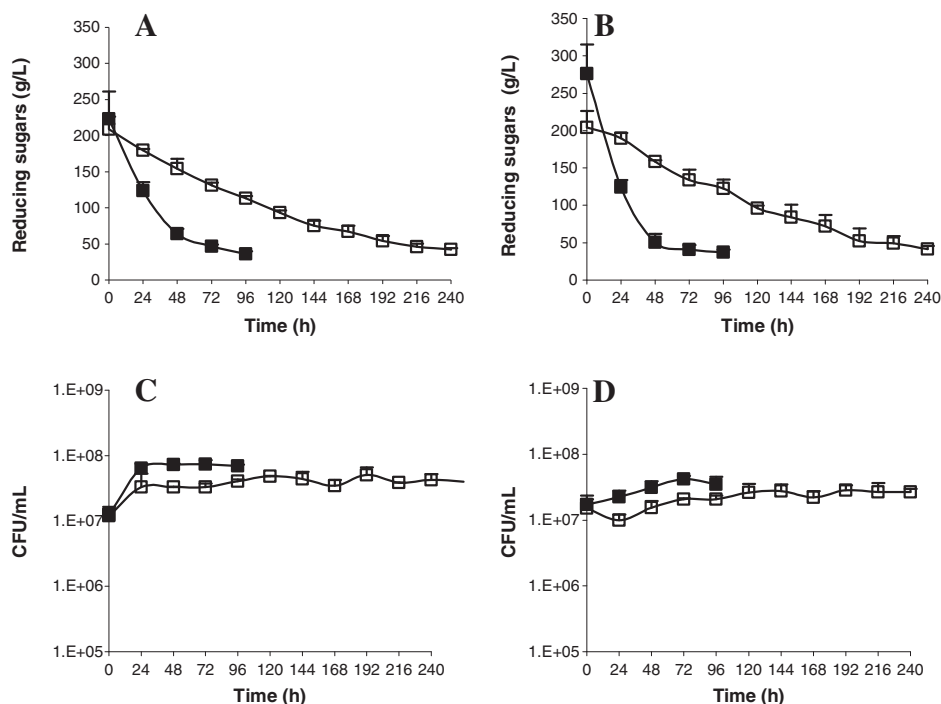 A
Reducing sugars (g/L)
350
300
250
200
150
100
50
0
0 24 48 72 96 120 144 168 192 216 240
Time (h)
B
Reducing sugars (g/L)
350
300
250
200
150
100
50
0
0 24 48 72 96 120 144 168 192 216 240
Time (h)
C
CFU/mL
1.E+09
1.E+08
1.E+07
1.E+06
1.E+05
0 24 48 72 96 120 144 168 192 216 240
Time (h)
D
CFU/mL
1.E+09
1.E+08
1.E+07
1.E+06
1.E+05
0 24 48 72 96 120 144 168 192 216 240
Time (h)